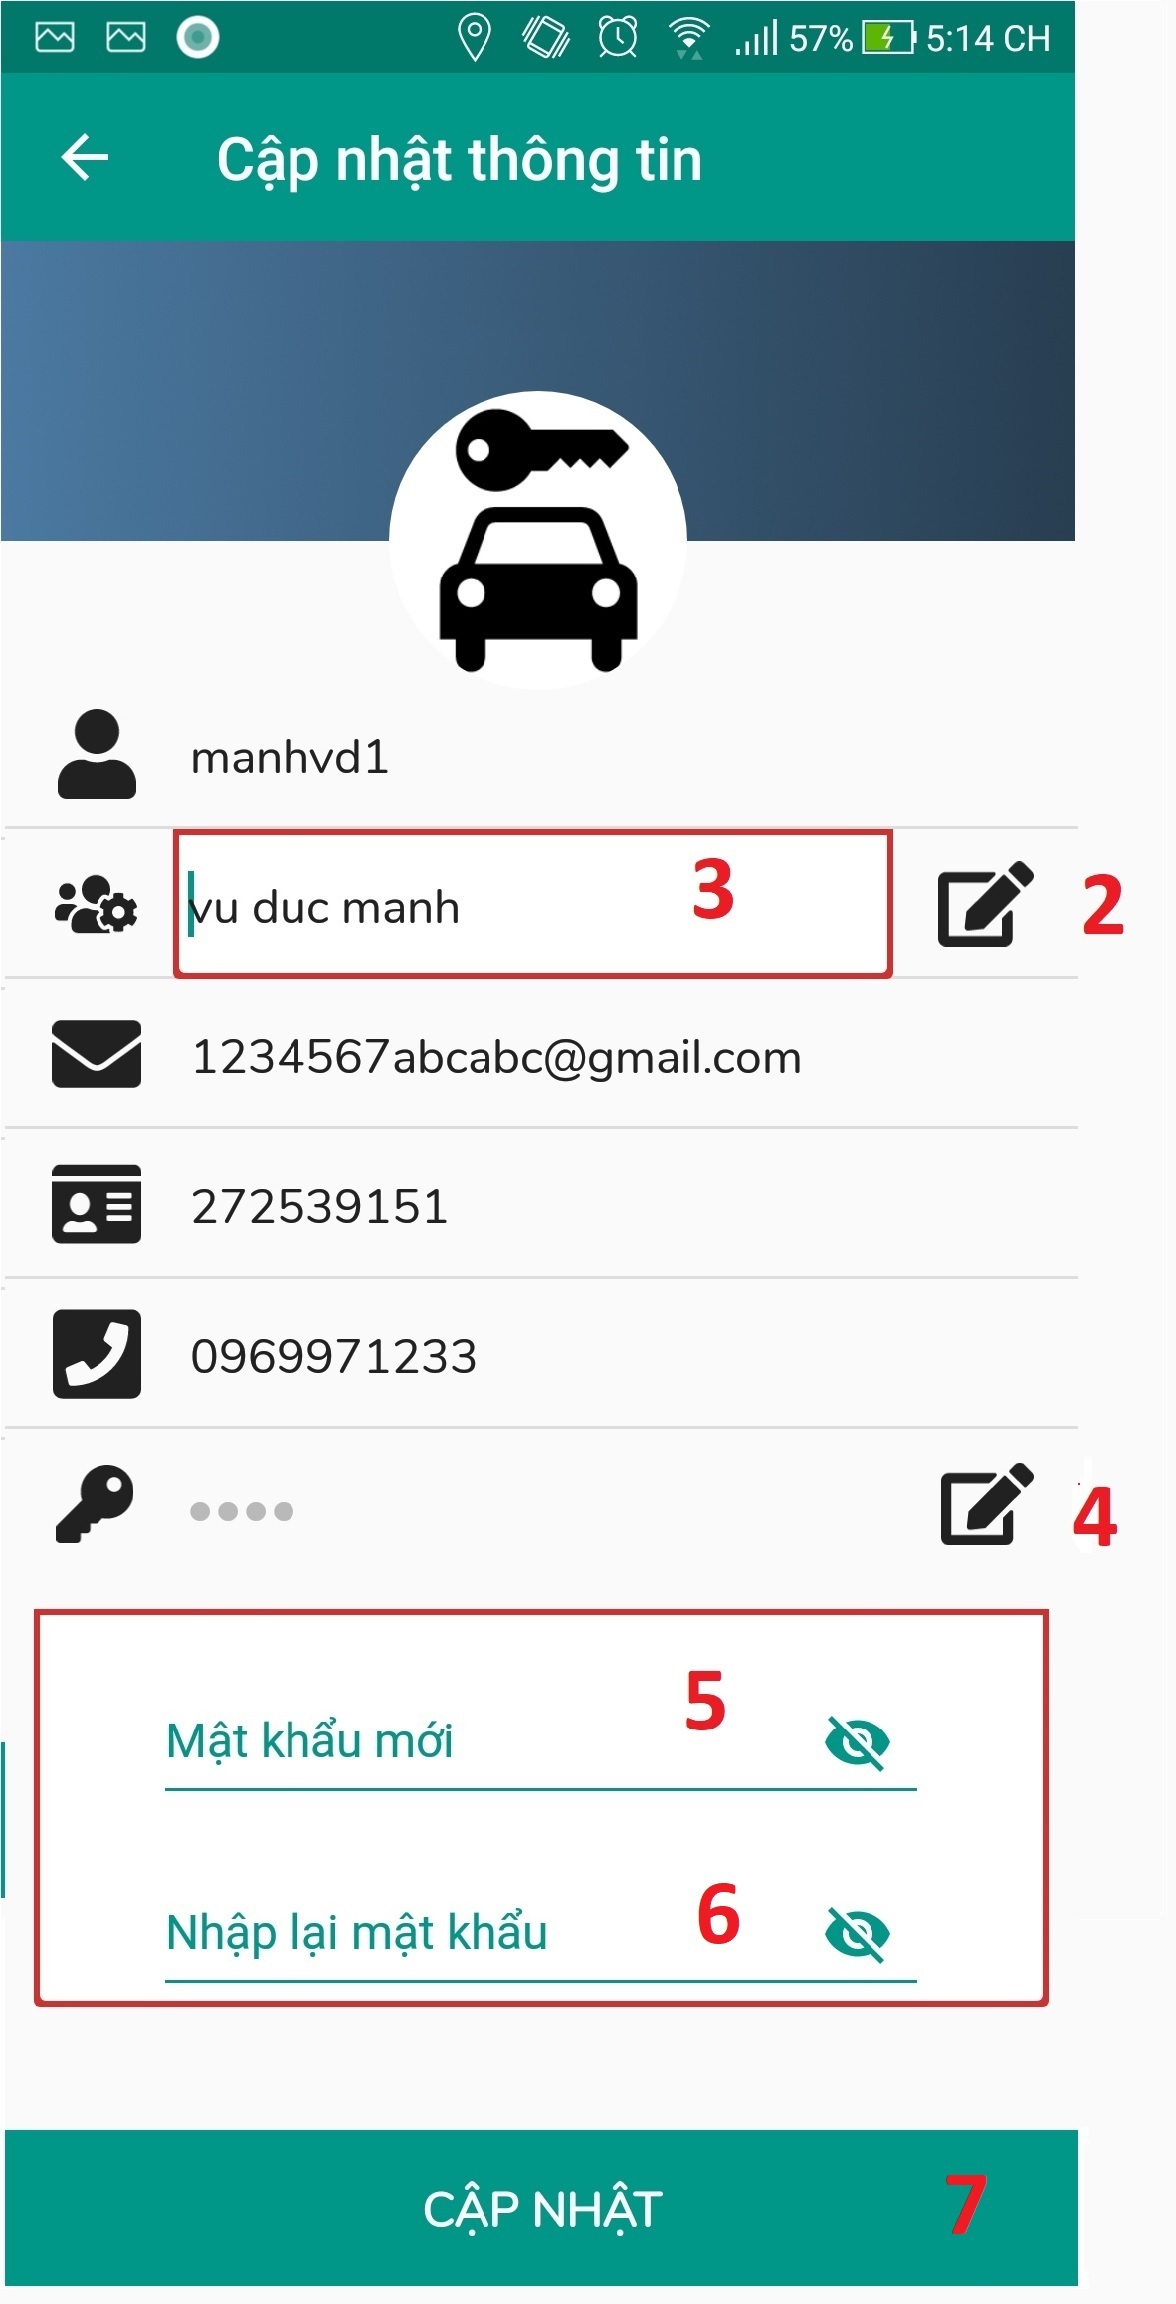 57% 5:14 CH
Cập nhật thông tin
manhvd1
vu duc manh 3 2
1234567abcabc@gmail.com
272539151
0969971233
4
Mật khẩu mới 5
Nhập lại mật khẩu 6
CẬP NHẬT 7